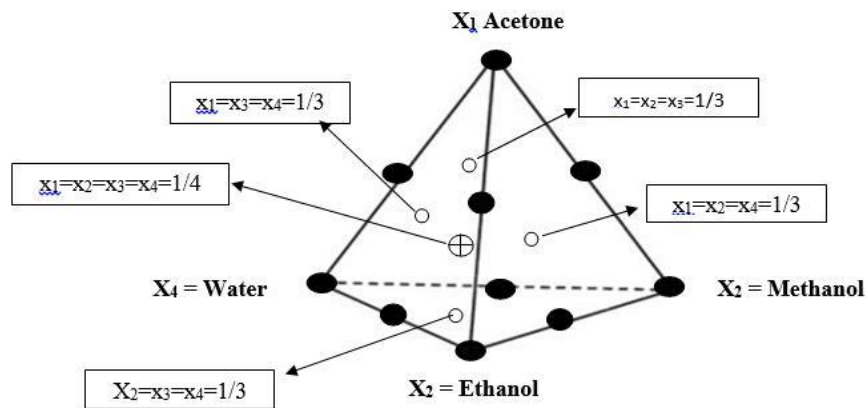 X1 Acetone
x1=x3=x4=1/3
x1=x2=x3=1/3
x1=x2=x3=x4=1/4
x1=x2=x4=1/3
X4 = Water
X2 = Methanol
X2=x3=x4=1/3
X2 = Ethanol